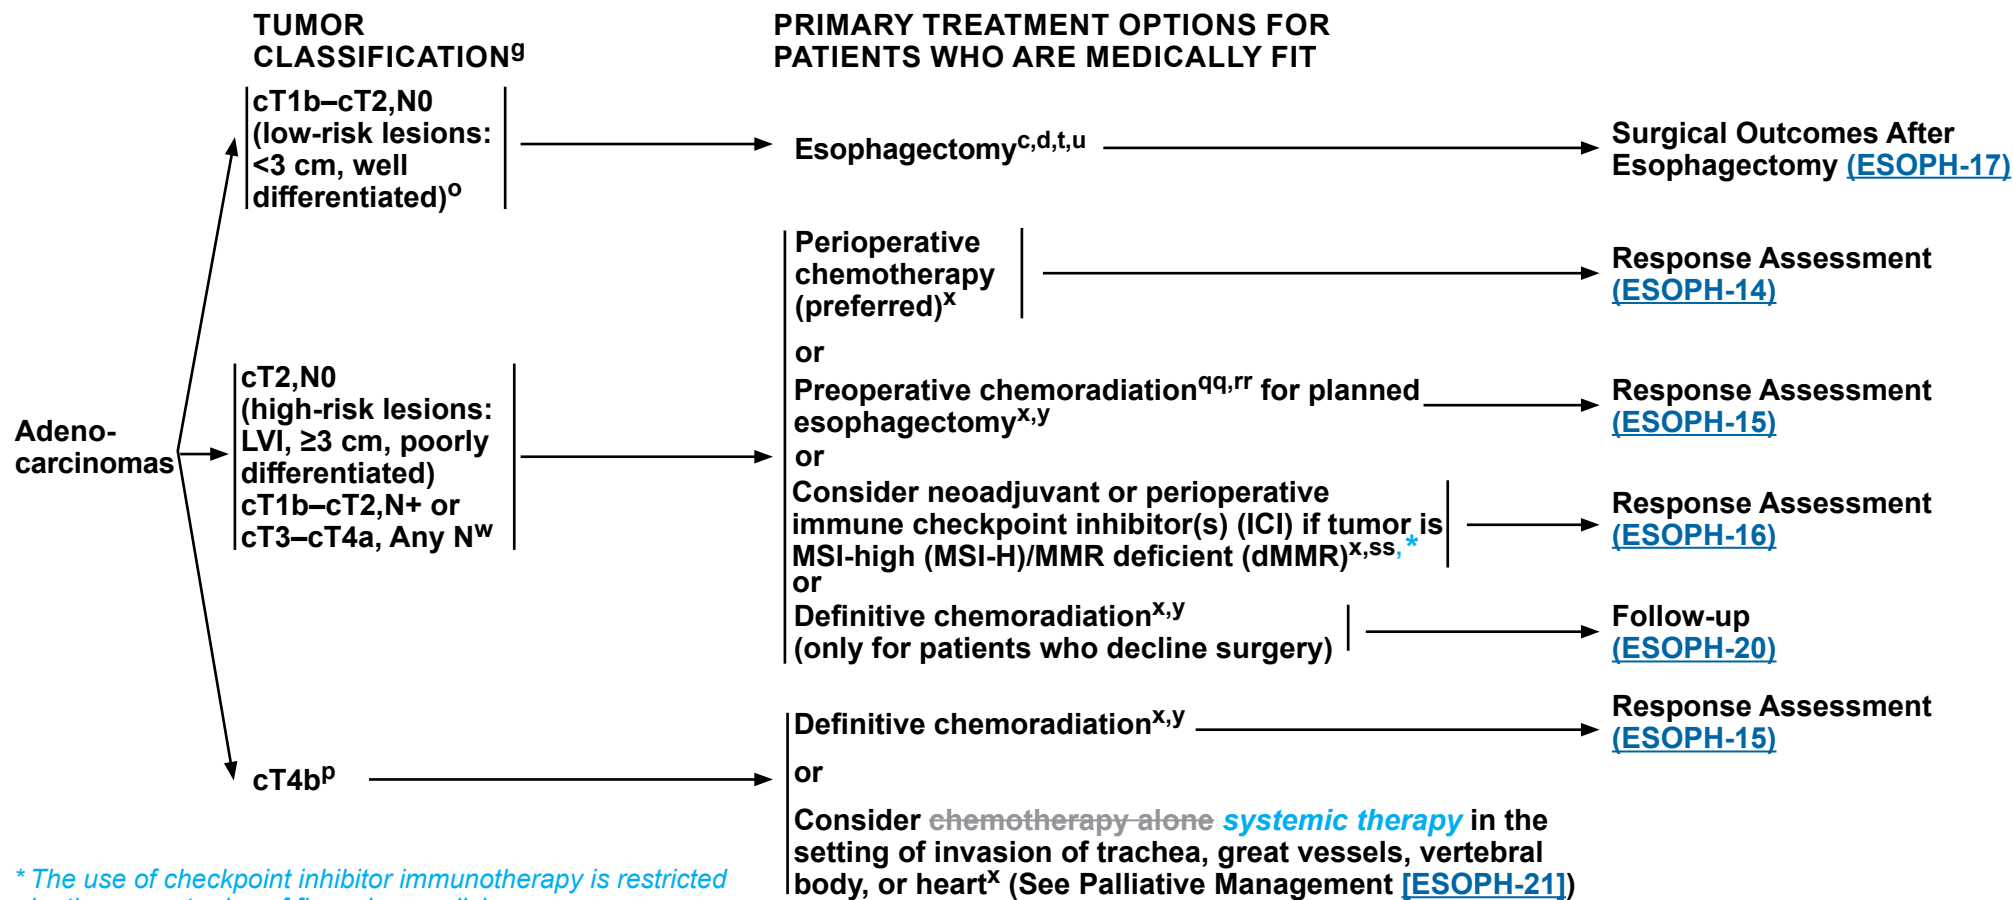 TUMOR
CLASSIFICATIONg
PRIMARY TREATMENT OPTIONS FOR
PATIENTS WHO ARE MEDICALLY FIT
Adeno-
carcinomas
cT1b–cT2,N0
(low-risk lesions:
<3 cm, well
differentiated)o
Esophagectomyc,d,t,u
Surgical Outcomes After
Esophagectomy (ESOPH-17)
cT2,N0
(high-risk lesions:
LVI, ≥3 cm, poorly
differentiated)
cT1b–cT2,N+ or
cT3–cT4a, Any Nw
Perioperative
chemotherapy
(preferred)x
Response Assessment
(ESOPH-14)
or
Preoperative chemoradiationqq,rr for planned
esophagectomyx,y
Response Assessment
(ESOPH-15)
or
Consider neoadjuvant or perioperative
immune checkpoint inhibitor(s) (ICI) if tumor is
MSI-high (MSI-H)/MMR deficient (dMMR)x,ss,*
Response Assessment
(ESOPH-16)
or
Definitive chemoradiationx,y
(only for patients who decline surgery)
Follow-up
(ESOPH-20)
cT4bp
Definitive chemoradiationx,y
Response Assessment
(ESOPH-15)
or
Consider chemotherapy alone systemic therapy in the
setting of invasion of trachea, great vessels, vertebral
body, or heartx (See Palliative Management [ESOPH-21])
* The use of checkpoint inhibitor immunotherapy is restricted